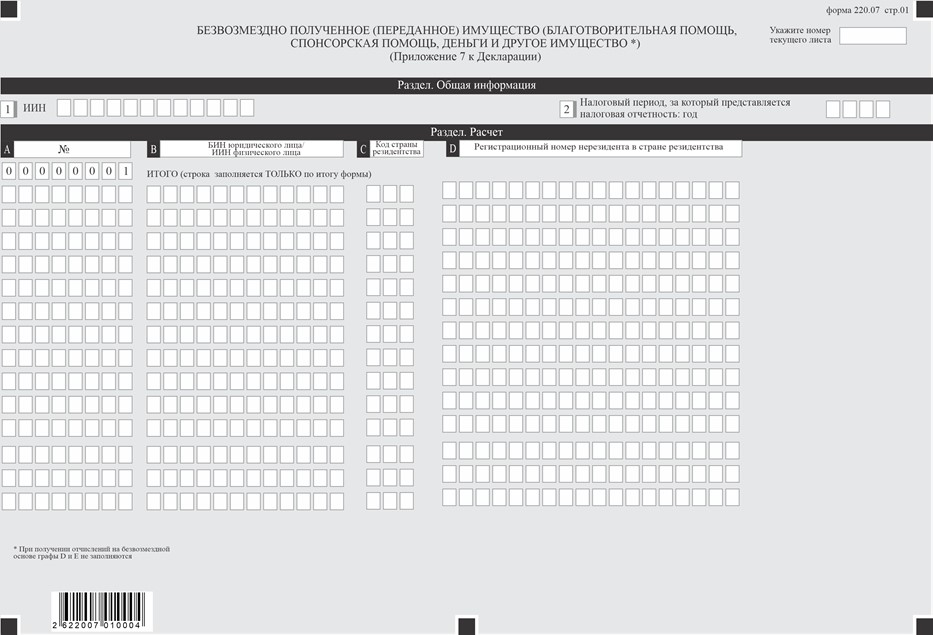 форма 220.07 стр.01
БЕЗВОЗМЕЗДНО ПОЛУЧЕННОЕ (ПЕРЕДАННОЕ) ИМУЩЕСТВО (БЛАГОТВОРИТЕЛЬНАЯ ПОМОЩЬ,
СПОНСОРСКАЯ ПОМОЩЬ, ДЕНЬГИ И ДРУГОЕ ИМУЩЕСТВО *)
(Приложение 7 к Декларации)
Укажите номер
текущего листа
Раздел. Общая информация
1 ИИН
2 Налоговый период, за который представляется
налоговая отчетность: год
Раздел. Расчет
A №
B БИН юридического лица/
ИИН физического лица
C Код страны
резидентства
D Регистрационный номер нерезидента в стране резидентства
0 0 0 0 0 0 0 1 ИТОГО (строка заполняется ТОЛЬКО по итогу формы)
* При получении отчислений на безвозмездной
основе графы D и E не заполняются
2 622007 010004